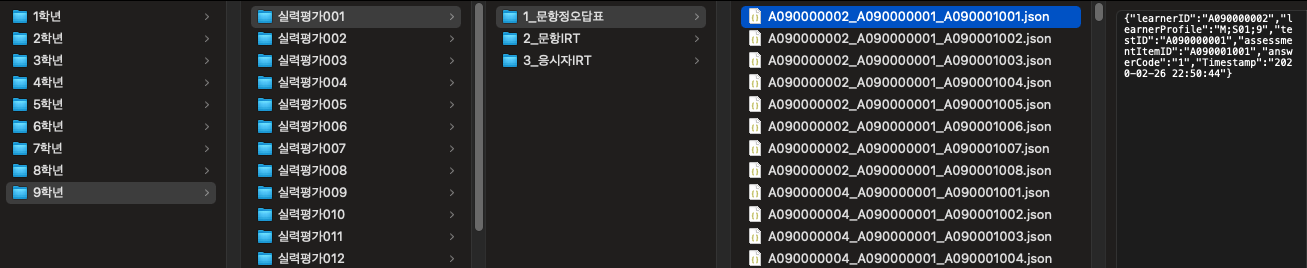 1학년
2학년
3학년
4학년
5학년
6학년
7학년
8학년
9학년
실력평가001
실력평가002
실력평가003
실력평가004
실력평가005
실력평가006
실력평가007
실력평가008
실력평가009
실력평가010
실력평가011
실력평가012
1_문항정오답표
2_문항IRT
3_응시자IRT
A090000002_A090000001_A090001001.json
A090000002_A090000001_A090001002.json
A090000002_A090000001_A090001003.json
A090000002_A090000001_A090001004.json
A090000002_A090000001_A090001005.json
A090000002_A090000001_A090001006.json
A090000002_A090000001_A090001007.json
A090000002_A090000001_A090001008.json
A090000004_A090000001_A090001001.json
A090000004_A090000001_A090001002.json
A090000004_A090000001_A090001003.json
A090000004_A090000001_A090001004.json
{"learnerID":"A090000002","l
earnerProfile":"M;S01;9","te
stID":"A090000001","assessme
ntItemID":"A090001001","answ
erCode":"1","Timestamp":"202
0-02-26 22:50:44"}